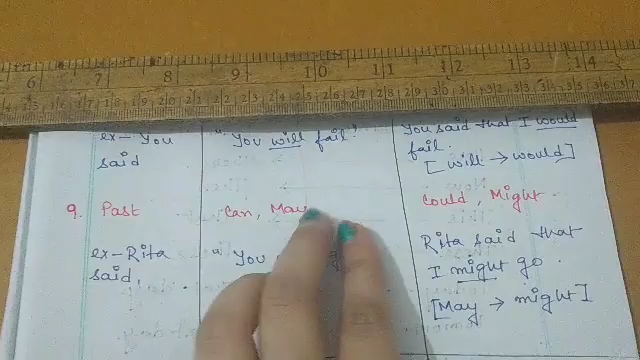 6 7 8 9 10 11 12 13 14
ex- You said
"You will fail"
You said that I would fail.
[will → would]
9. Past
Can, May
Could, Might
ex- Rita said,
" You
Rita said that
I might go.
[May → might]